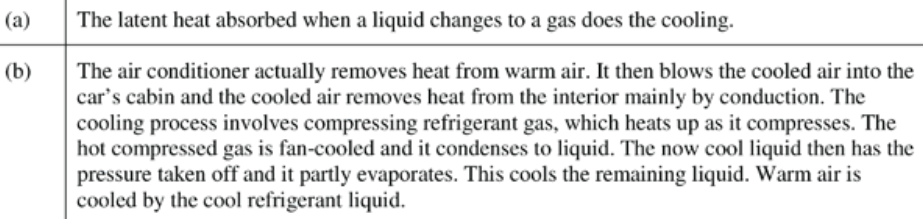 (a) The latent heat absorbed when a liquid changes to a gas does the cooling.
(b) The air conditioner actually removes heat from warm air. It then blows the cooled air into the
car's cabin and the cooled air removes heat from the interior mainly by conduction. The
cooling process involves compressing refrigerant gas, which heats up as it compresses. The
hot compressed gas is fan-cooled and it condenses to liquid. The now cool liquid then has the
pressure taken off and it partly evaporates. This cools the remaining liquid. Warm air is
cooled by the cool refrigerant liquid.